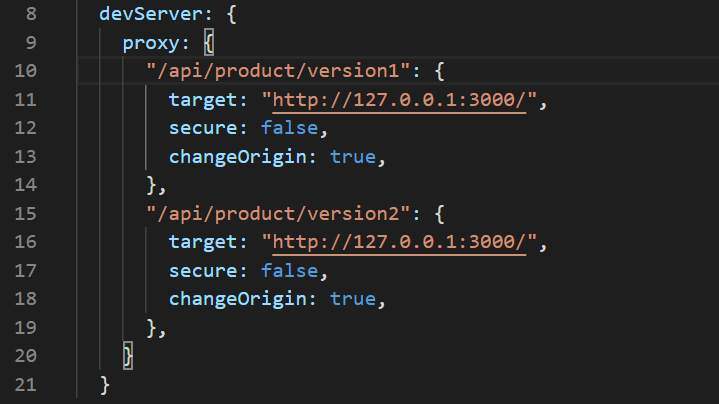 8 devServer: {
9 proxy: {
10 "/api/product/version1": {
11 target: "http://127.0.0.1:3000/",
12 secure: false,
13 changeOrigin: true,
14 },
15 "/api/product/version2": {
16 target: "http://127.0.0.1:3000/",
17 secure: false,
18 changeOrigin: true,
19 },
20 }
21 }